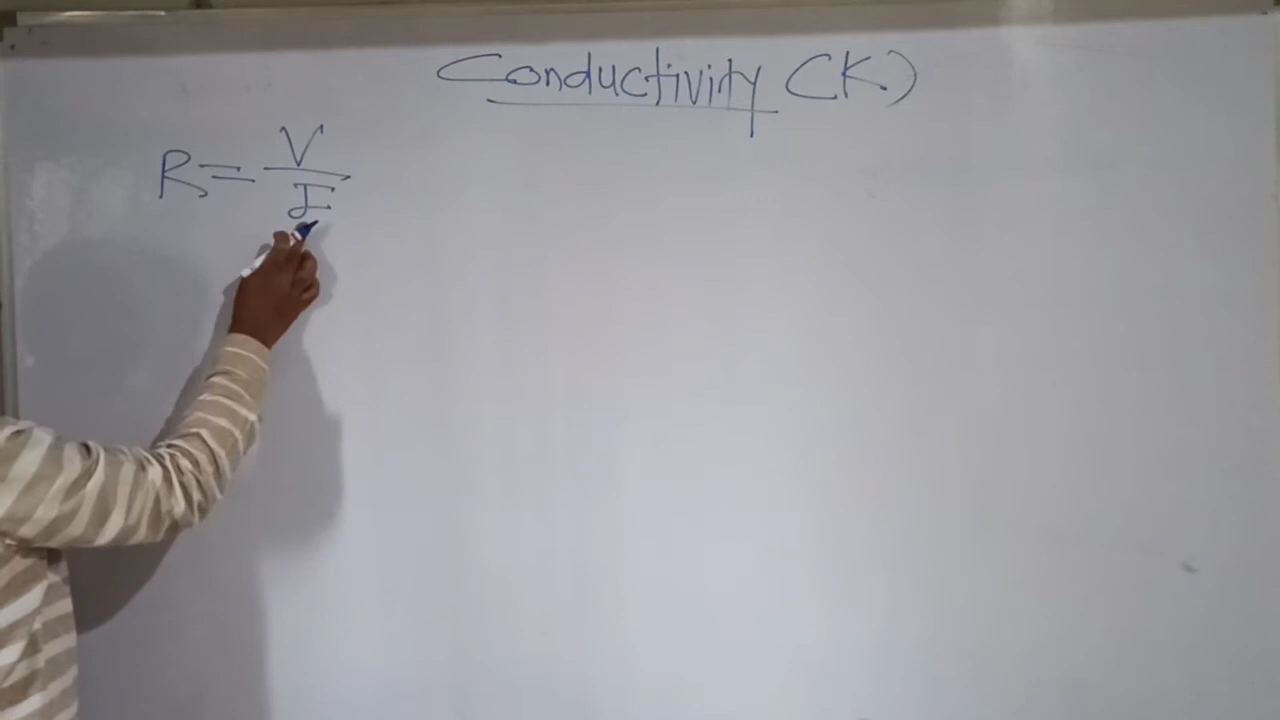 Conductivity (K)
R = V/I